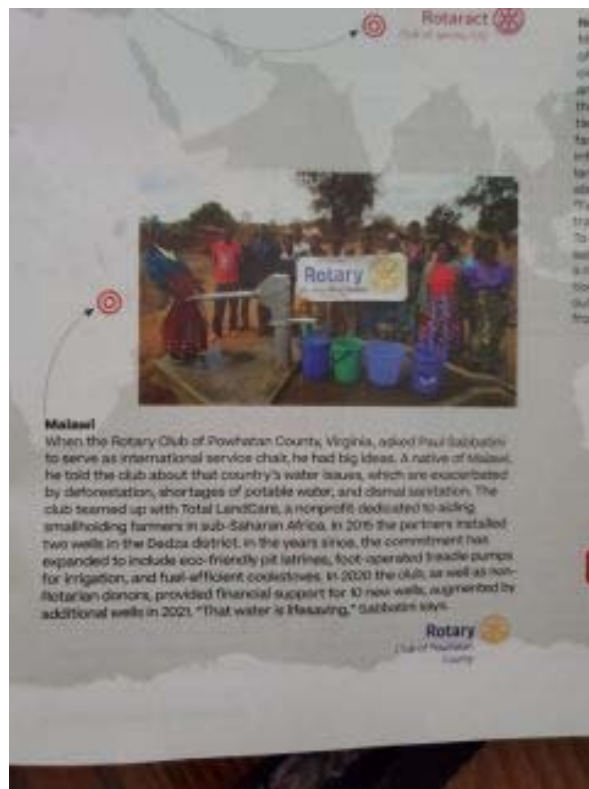 Rotaract
Rotary
Malawi
When the Rotary Club of Powhatan County, Virginia, asked Paul Sabbatini
to serve as international service chair, he had big ideas. A native of Malawi,
he told the club about that country's water issues, which are exacerbated
by deforestation, shortages of potable water, and dismal sanitation. The
club teamed up with Total LandCare, a nonprofit dedicated to aiding
smallholding farmers in sub-Saharan Africa. In 2015 the partners installed
two wells in the Dedza district. In the years since, the commitment has
expanded to include eco-friendly pit latrines, foot-operated treadle pumps
for irrigation, and fuel-efficient cookstoves. In 2020 the club, as well as non-
Rotarian donors, provided financial support for 10 new wells, augmented by
additional wells in 2021. "That water is lifesaving," Sabbatini says.
Rotary
Club of Powhatan
County